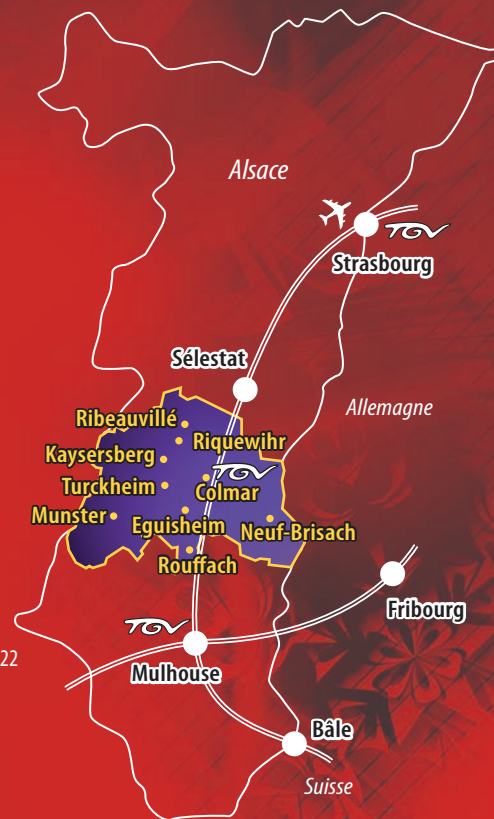 Alsace
TGV
Strasbourg
Sélestat
Allemagne
Ribeauvillé
Riquewihr
Kaysersberg
TGV
Turckheim
Colmar
Munster
Eguisheim
Neuf-Brisach
Rouffach
Fribourg
TGV
22
Mulhouse
Bâle
Suisse